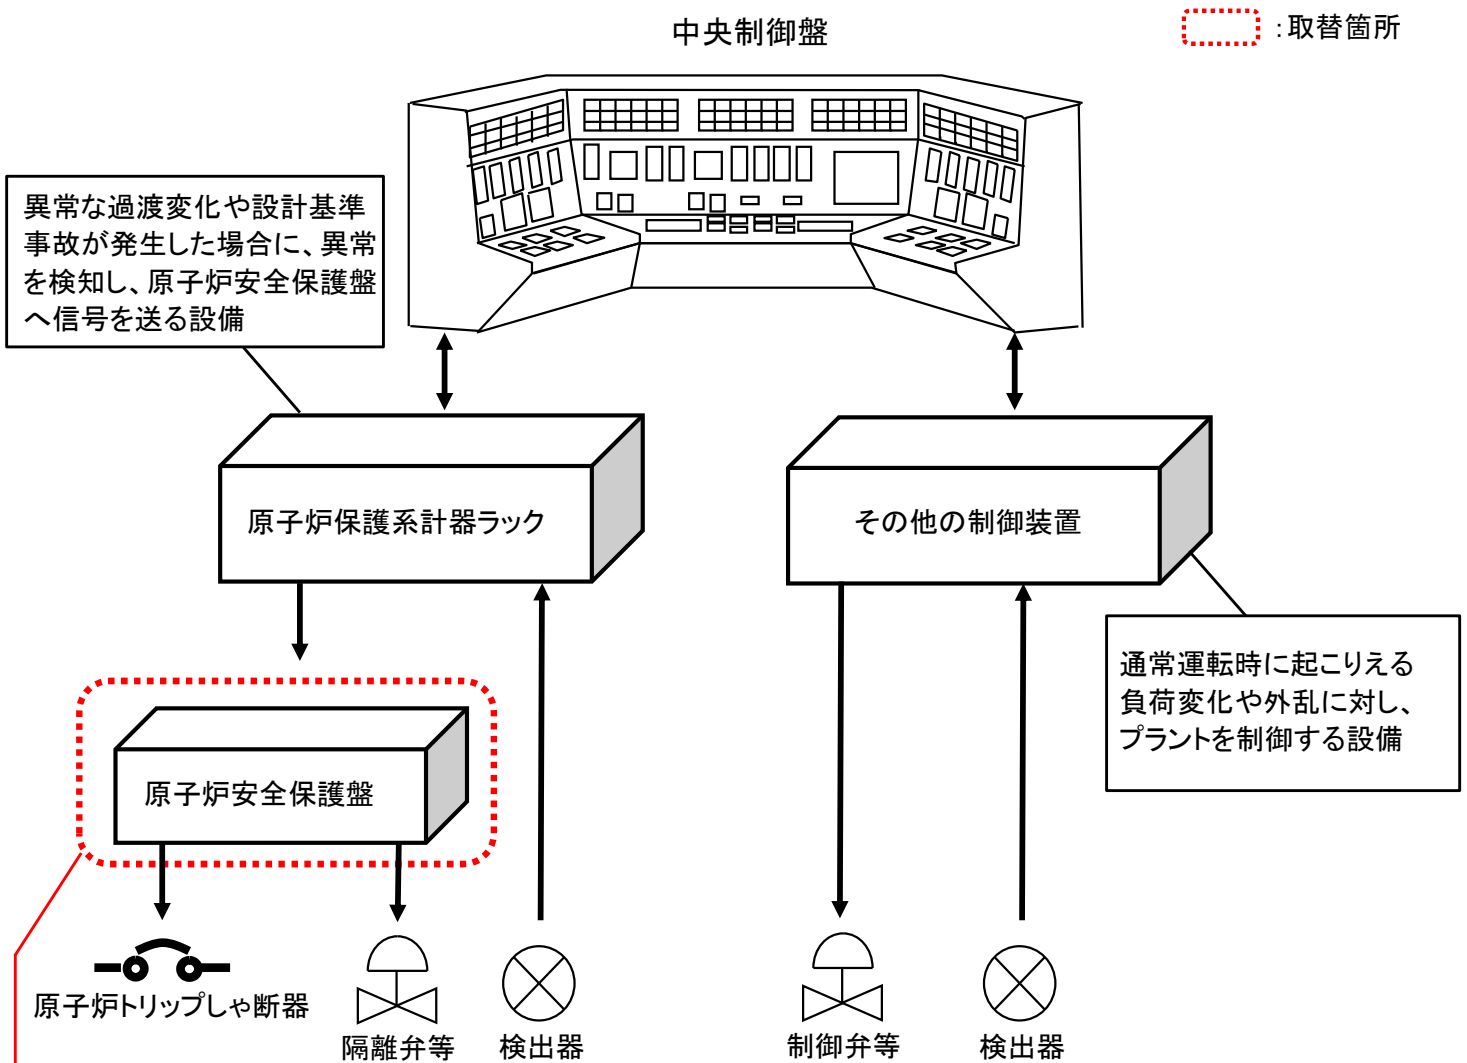 中央制御盤
:取替箇所
異常な過渡変化や設計基準
事故が発生した場合に、異常
を検知し、原子炉安全保護盤
へ信号を送る設備
原子炉保護系計器ラック
その他の制御装置
通常運転時に起こりえる
負荷変化や外乱に対し、
プラントを制御する設備
原子炉安全保護盤
原子炉トリップしゃ断器
隔離弁等
検出器
制御弁等
検出器